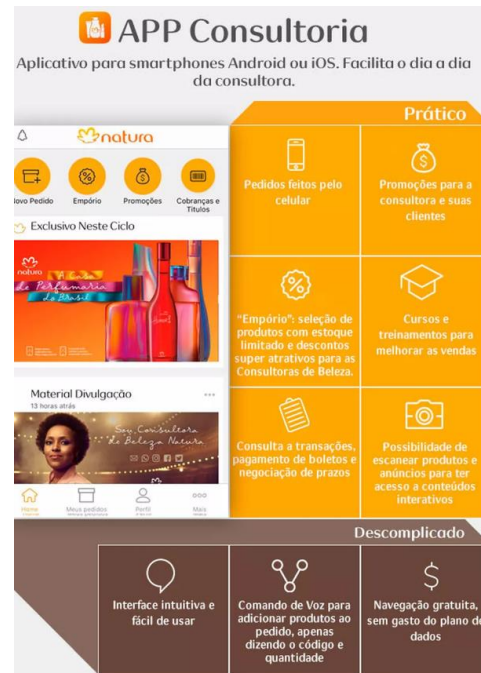 APP Consultoria
Aplicativo para smartphones Android ou iOS. Facilita o dia a dia
da consultora.
natura
Novo Pedido
Empório
Promoções
Cobranças e
Títulos
Exclusivo Neste Ciclo
natura
A Casa
de Perfumaria
do Brasil
Material Divulgação
13 horas atrás
Sou Consultora
de Beleza Natura
Home
Meus pedidos
Perfil
Mais
Prático
Pedidos feitos pelo
celular
Promoções para a
consultora e suas
clientes
"Empório": seleção de
produtos com estoque
limitado e descontos
super atrativos para as
Consultoras de Beleza.
Cursos e
treinamentos para
melhorar as vendas
Consulta a transações,
pagamento de boletos e
negociação de prazos
Possibilidade de
escanear produtos e
anúncios para ter
acesso a conteúdos
interativos
Descomplicado
Interface intuitiva e
fácil de usar
Comando de Voz para
adicionar produtos ao
pedido, apenas
dizendo o código e
quantidade
Navegação gratuita,
sem gasto do plano de
dados